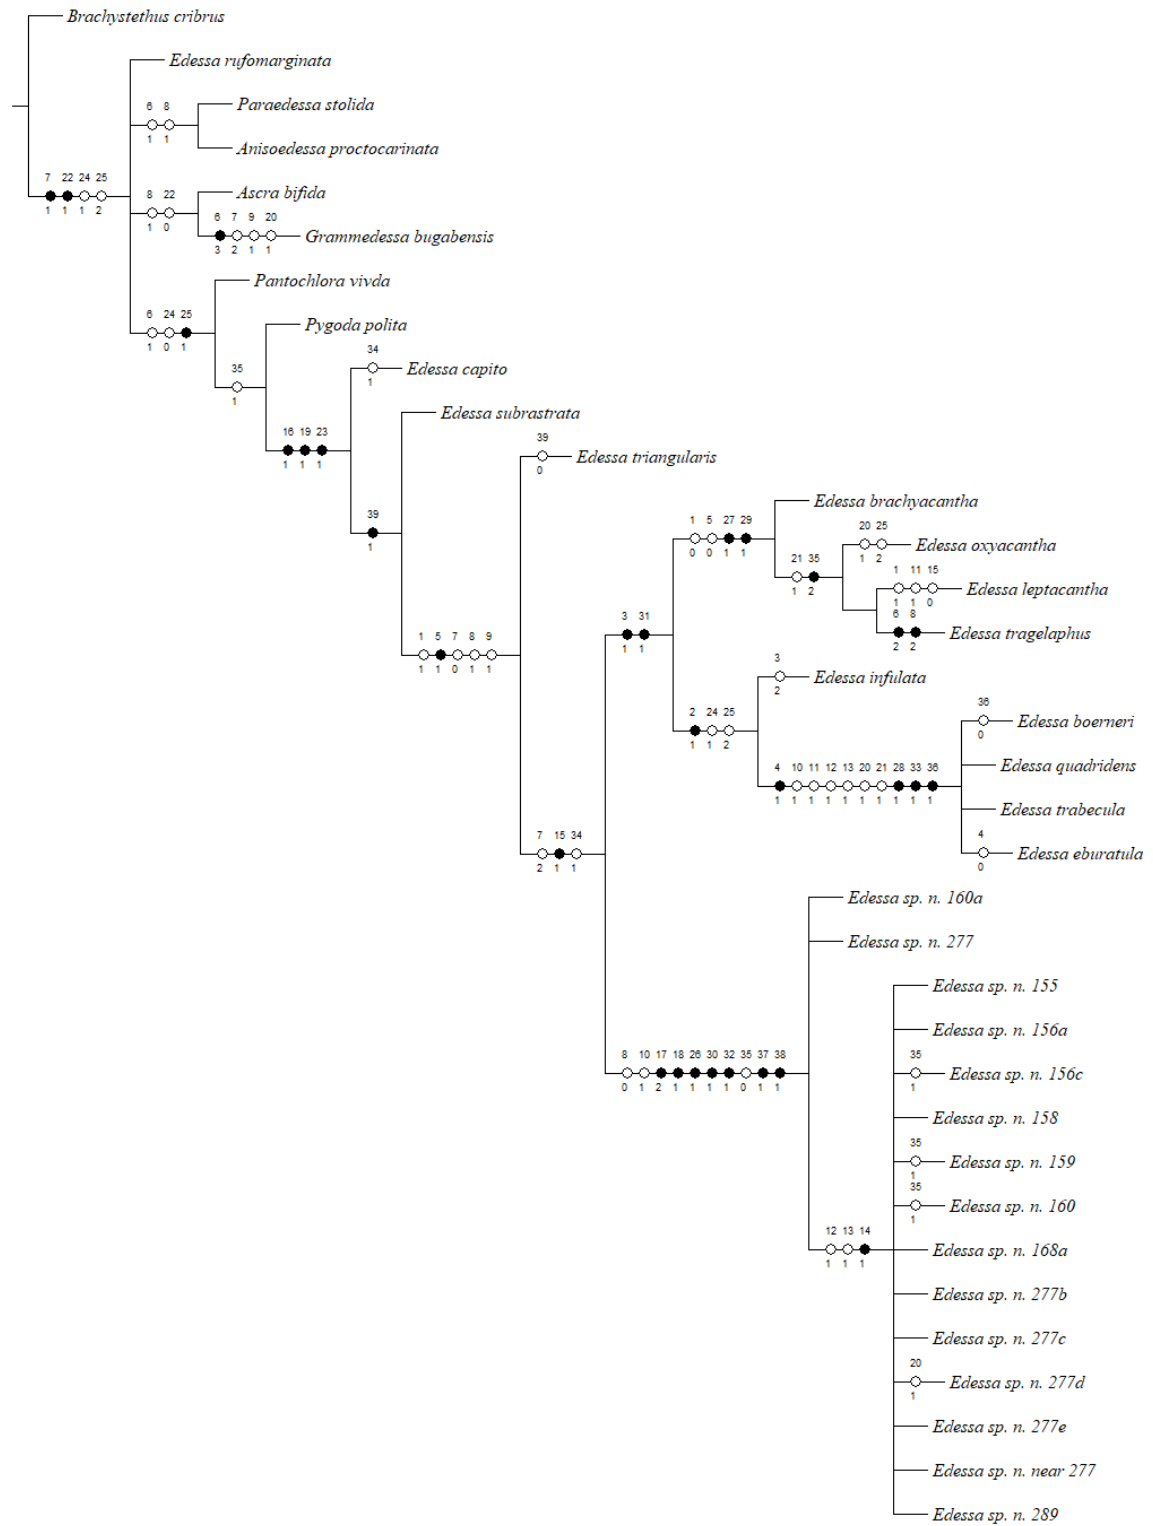 Brachystethus cribrus
Edessa rufomarginata
6 8
Paraedessa stolida
1 1
Anisoedessa proctocarinata
7 22 24 25
1 1 1 2
8 22
Ascra bifida
1 0
6 7 9 20
Grammedessa bugabensis
3 2 1 1
Pantochlora vivda
6 24 25
1 0 1
Pygoda polita
35
1
34
Edessa capito
1
16 19 23
1 1 1
Edessa subrastrata
39
1
39
Edessa triangularis
0
1 5 7 8 9
1 1 0 1 1
Edessa brachyacantha
1 5 27 29
0 0 1 1
20 25
Edessa oxyacantha
1 2
21 35
1 2
1 11 15
Edessa leptacantha
1 1 0
6 8
Edessa tragelaphus
2 2
3 31
1 1
3
Edessa infulata
2
2 24 25
1 1 2
36
Edessa boerneri
0
4 10 11 12 13 20 21 28 33 36
Edessa quadridens
1 1 1 1 1 1 1 1 1 1
Edessa trabecula
4
Edessa eburatula
0
7 15 34
2 1 1
Edessa sp. n. 160a
Edessa sp. n. 277
Edessa sp. n. 155
Edessa sp. n. 156a
35
Edessa sp. n. 156c
1
8 10 17 18 26 30 32 35 37 38
0 1 2 1 1 1 1 0 1 1
Edessa sp. n. 158
35
Edessa sp. n. 159
1
35
Edessa sp. n. 160
1
12 13 14
1 1 1
Edessa sp. n. 168a
Edessa sp. n. 277b
Edessa sp. n. 277c
20
Edessa sp. n. 277d
1
Edessa sp. n. 277e
Edessa sp. n. near 277
Edessa sp. n. 289